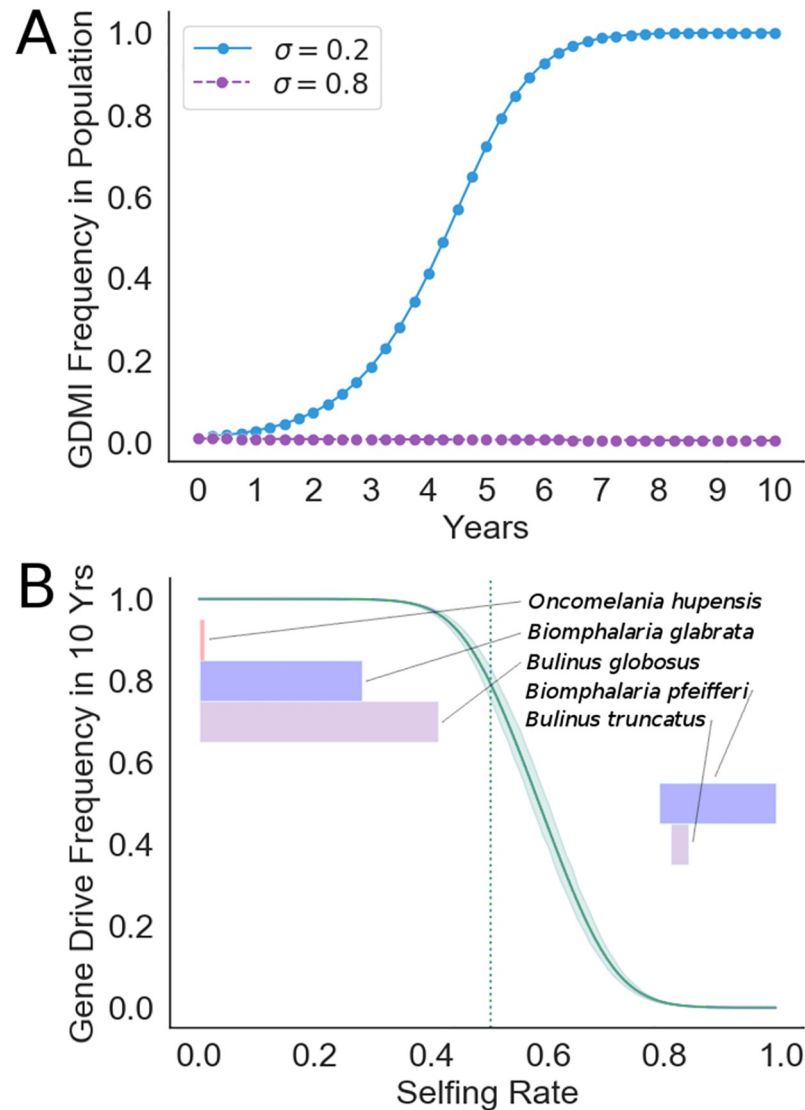 A
GDMI Frequency in Population
1.0
0.8
0.6
0.4
0.2
0.0
σ = 0.2
σ = 0.8
0 1 2 3 4 5 6 7 8 9 10
Years
B
Gene Drive Frequency in 10 Yrs
1.0
0.8
0.6
0.4
0.2
0.0
Oncomelania hupensis
Biomphalaria glabrata
Bulinus globosus
Biomphalaria pfeifferi
Bulinus truncatus
0.0 0.2 0.4 0.6 0.8 1.0
Selfing Rate